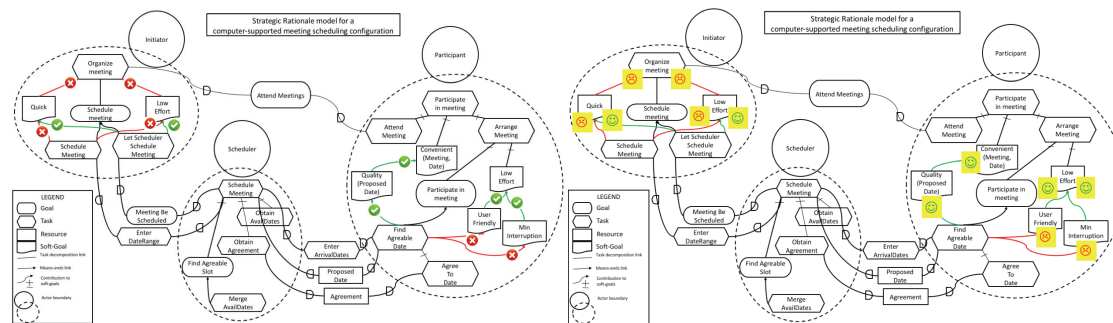 Strategic Rationale model for a
computer-supported meeting scheduling configuration
Initiator
Participant
Organize
meeting
Quick
Schedule
meeting
Low
Effort
Schedule
Meeting
Let Scheduler
Schedule
Meeting
Attend Meetings
Participate
in meeting
Attend
Meeting
Arrange
Meeting
Convenient
(Meeting,
Date)
Quality
(Proposed
Date)
Low
Effort
Participate in
meeting
User
Friendly
Min
Interruption
Find
Agreable
Date
Agree
To
Date
Scheduler
Schedule
Meeting
Obtain
AvailDates
Obtain
Agreement
Find Agreable
Slot
Merge
AvailDates
Meeting Be
Scheduled
Enter
DateRange
Enter
ArrivalDates
Proposed
Date
Agreement
D
D
D
D
D
D
D
D
D
D
D
D
LEGEND
Goal
Task
Resource
Soft-Goal
Task decomposition link
Means-ends link
Contribution to
soft-goals
Actor boundary
Strategic Rationale model for a
computer-supported meeting scheduling configuration
Initiator
Participant
Organize
meeting
Quick
Schedule
meeting
Low
Effort
Schedule
Meeting
Let Scheduler
Schedule
Meeting
Attend Meetings
Participate
in meeting
Attend
Meeting
Arrange
Meeting
Convenient
(Meeting,
Date)
Quality
(Proposed
Date)
Low
Effort
Participate in
meeting
User
Friendly
Min
Interruption
Find
Agreable
Date
Agree
To
Date
Scheduler
Schedule
Meeting
Obtain
AvailDates
Obtain
Agreement
Find Agreable
Slot
Merge
AvailDates
Meeting Be
Scheduled
Enter
DateRange
Enter
ArrivalDates
Proposed
Date
Agreement
D
D
D
D
D
D
D
D
D
D
D
D
LEGEND
Goal
Task
Resource
Soft-Goal
Task decomposition link
Means-ends link
Contribution to
soft-goals
Actor boundary